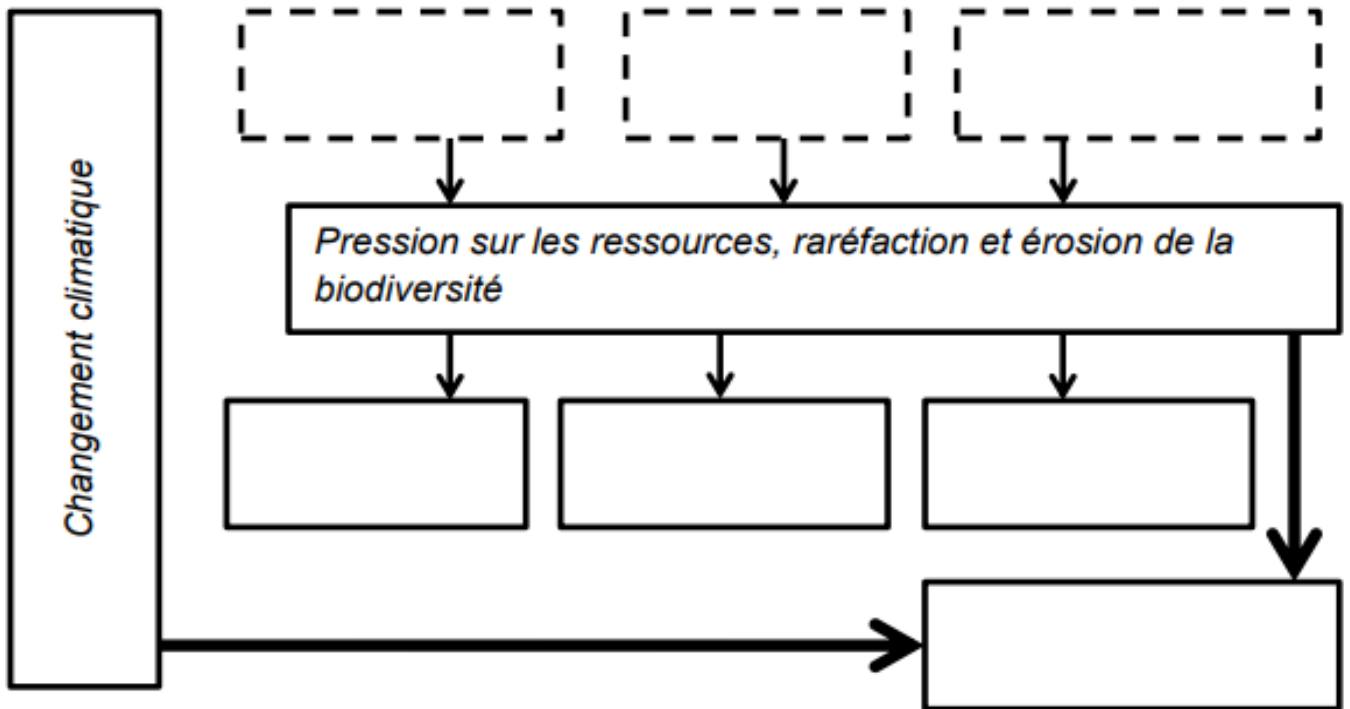 Changement climatique
Pression sur les ressources, raréfaction et érosion de la
biodiversité